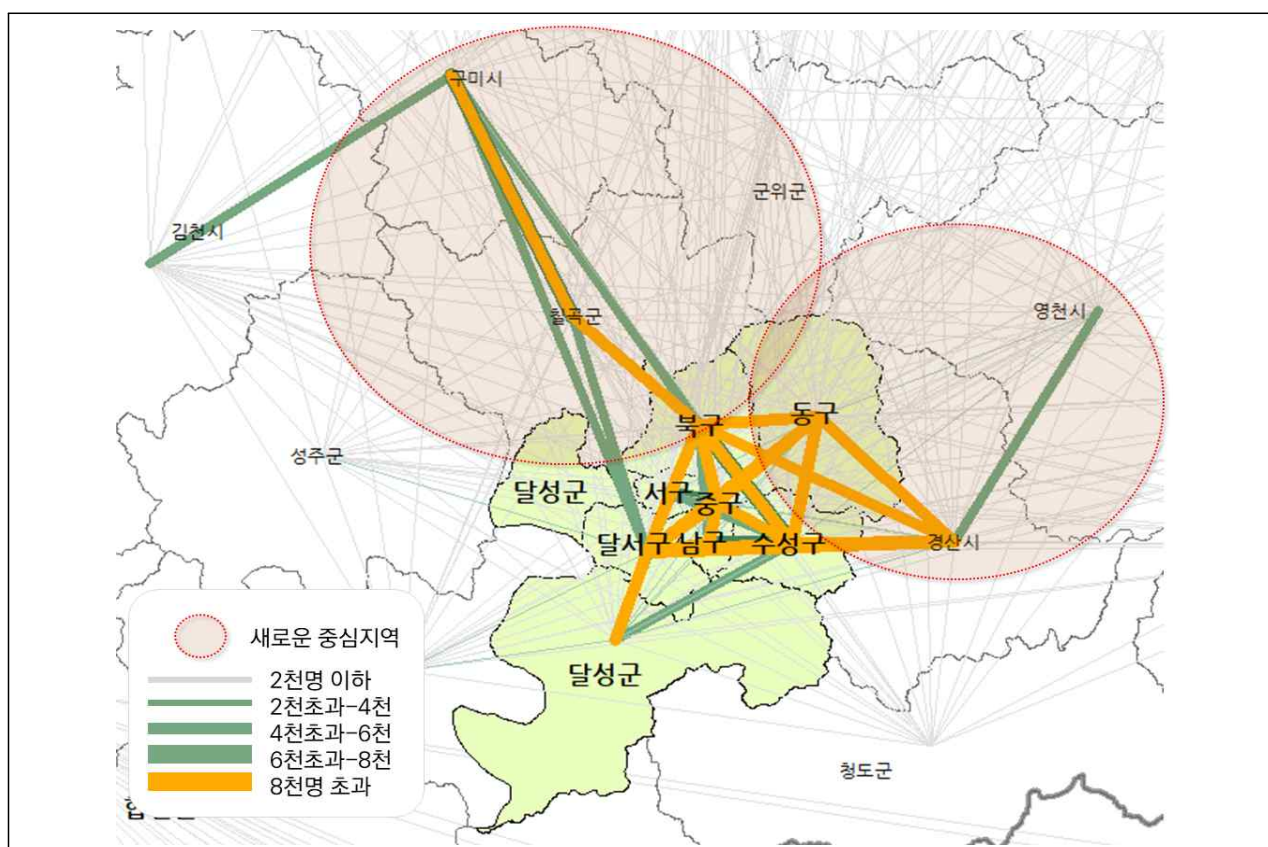 구미시
군위군
김천시
영천시
칠곡군
북구
동구
성주군
달성군
서구
중구
달서구
남구
수성구
경산시
달성군
청도군
새로운 중심지역
2천명 이하
2천초과-4천
4천초과-6천
6천초과-8천
8천명 초과